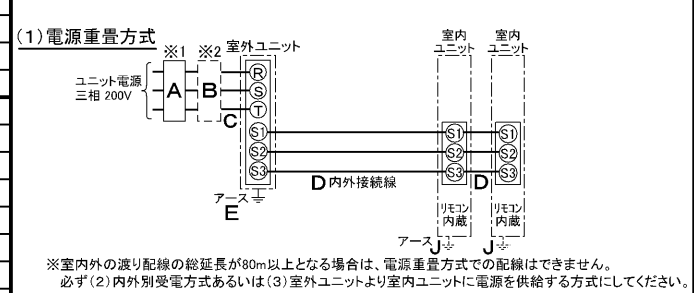 (1)電源重畳方式
※1
※2
室外ユニット
室内
ユニット
室内
ユニット
ユニット電源
三相 200V
A
B
C
R
S
T
S1
S2
S3
S1
S2
S3
S1
S2
S3
D内外接続線
D
アース
E
リモコン
内蔵
リモコン
内蔵
アース
J
J
※室内外の渡り配線の総延長が80m以上となる場合は、電源重畳方式での配線はできません。
必ず(2)内外別受電方式あるいは(3)室外ユニットより室内ユニットに電源を供給する方式にしてください。